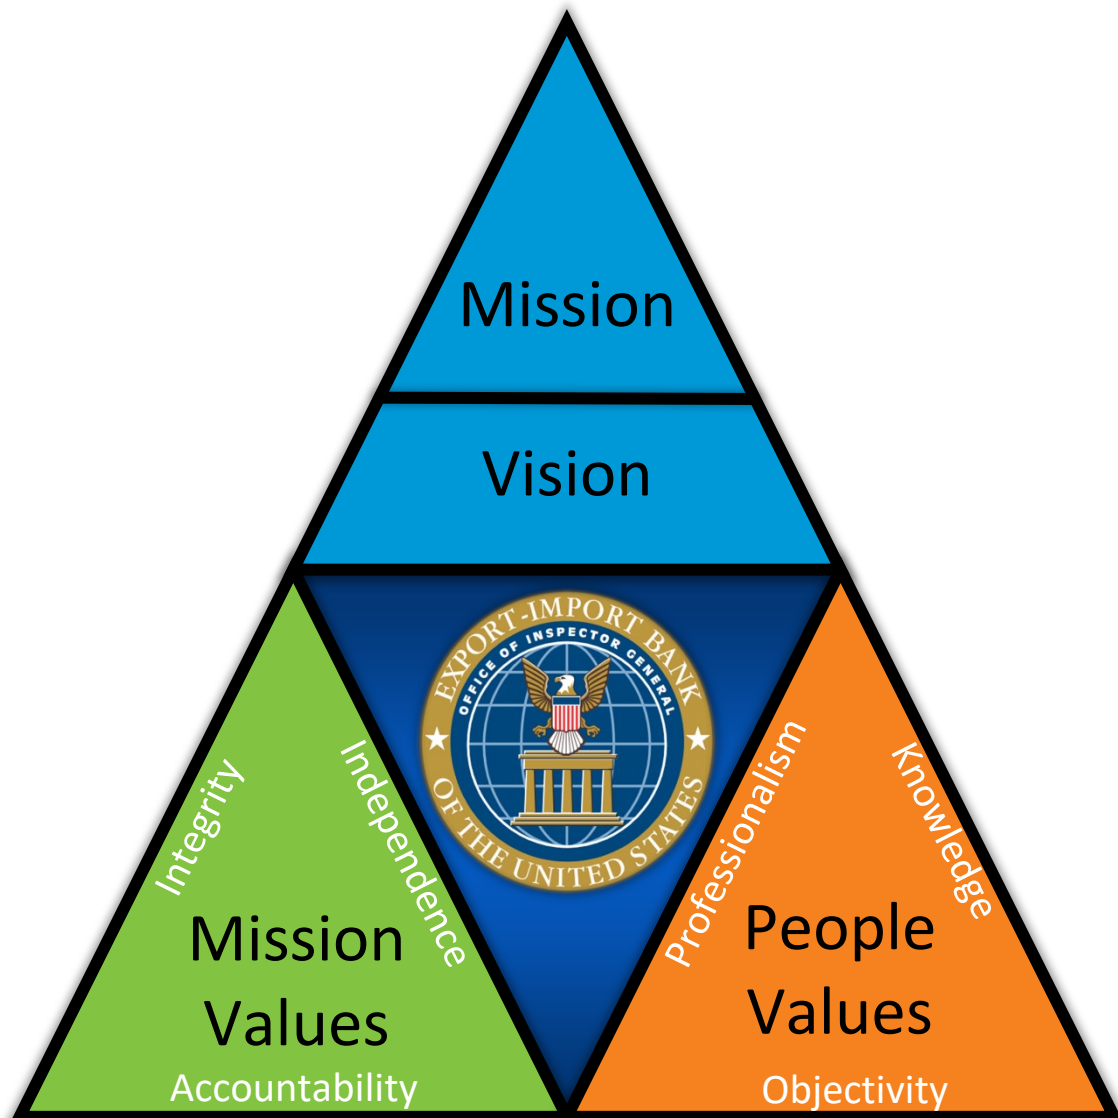 Mission
Vision
EXPORT-IMPORT BANK
OFFICE OF INSPECTOR GENERAL
OF THE UNITED STATES
Integrity
Independence
Mission
Values
Accountability
Professionalism
Knowledge
People
Values
Objectivity